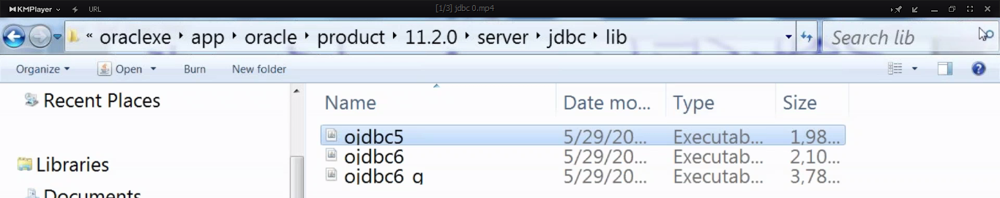 KMPlayer URL [1/3] jdbc 0.mp4
« oraclexe app oracle product 11.2.0 server jdbc lib Search lib
Organize Open Burn New folder
Recent Places
Libraries
Documents
Name Date mo... Type Size
ojdbc5 5/29/20... Executab... 1,98...
ojdbc6 5/29/20... Executab... 2,10...
ojdbc6_g 5/29/20... Executab... 3,78...